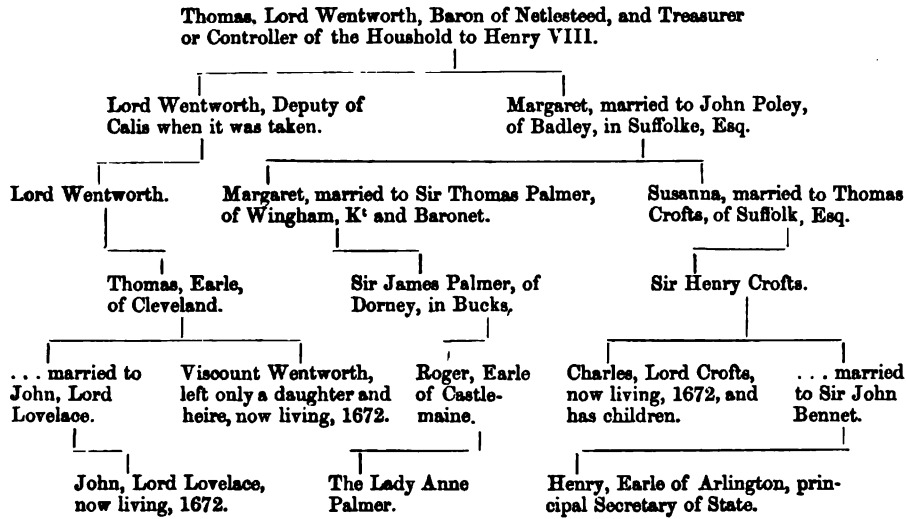 Thomas, Lord Wentworth, Baron of Netlesteed, and Treasurer
or Controller of the Houshold to Henry VIII.
Lord Wentworth, Deputy of
Calis when it was taken.
Margaret, married to John Poley,
of Badley, in Suffolke, Esq.
Lord Wentworth.
Margaret, married to Sir Thomas Palmer,
of Wingham, Kt and Baronet.
Susanna, married to Thomas
Crofts, of Suffolk, Esq.
Thomas, Earle,
of Cleveland.
Sir James Palmer, of
Dorney, in Bucks,
Sir Henry Crofts.
. . . married to
John, Lord
Lovelace.
Viscount Wentworth,
left only a daughter and
heire, now living, 1672.
Roger, Earle
of Castle-
maine.
Charles, Lord Crofts,
now living, 1672, and
has children.
. . . married
to Sir John
Bennet.
John, Lord Lovelace,
now living, 1672.
The Lady Anne
Palmer.
Henry, Earle of Arlington, prin-
cipal Secretary of State.